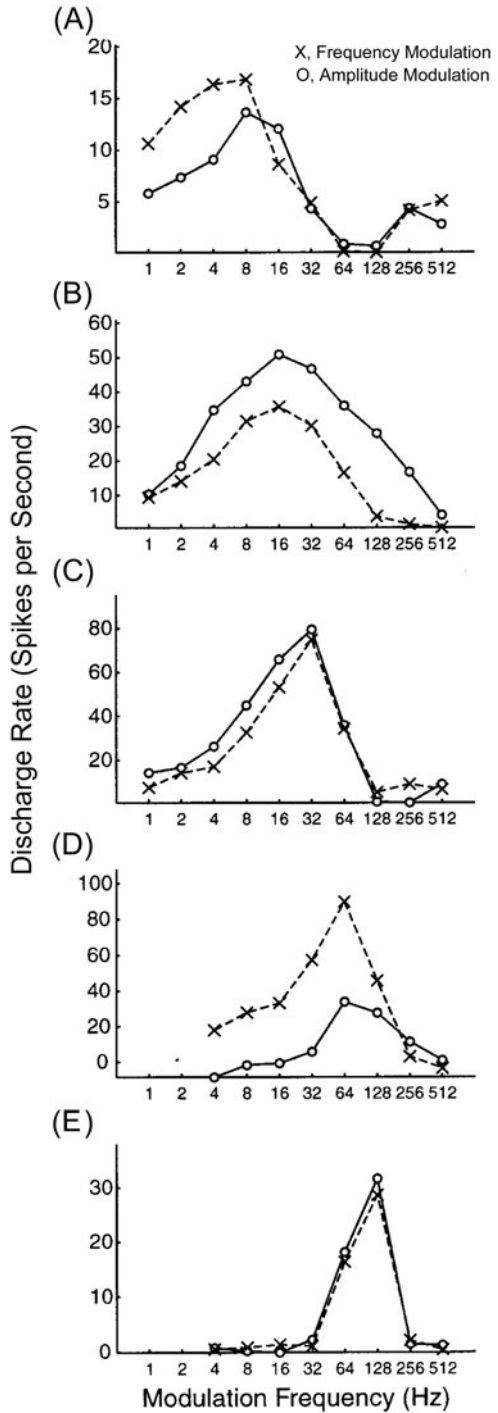 (A)
X, Frequency Modulation
O, Amplitude Modulation
20
15
10
5
1 2 4 8 16 32 64 128 256 512
(B)
60
50
40
30
20
10
1 2 4 8 16 32 64 128 256 512
(C)
80
60
40
20
1 2 4 8 16 32 64 128 256 512
(D)
100
80
60
40
20
0
1 2 4 8 16 32 64 128 256 512
(E)
30
20
10
0
1 2 4 8 16 32 64 128 256 512
Discharge Rate (Spikes per Second)
Modulation Frequency (Hz)